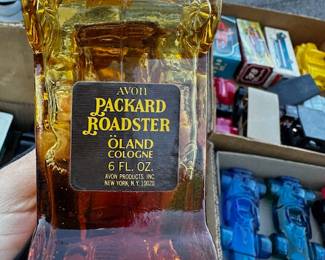 AVON
PACKARD
ROADSTER
ÖLAND
COLOGNE
6 FL. OZ.
AVON PRODUCTS, INC.
NEW YORK, N.Y. 10020